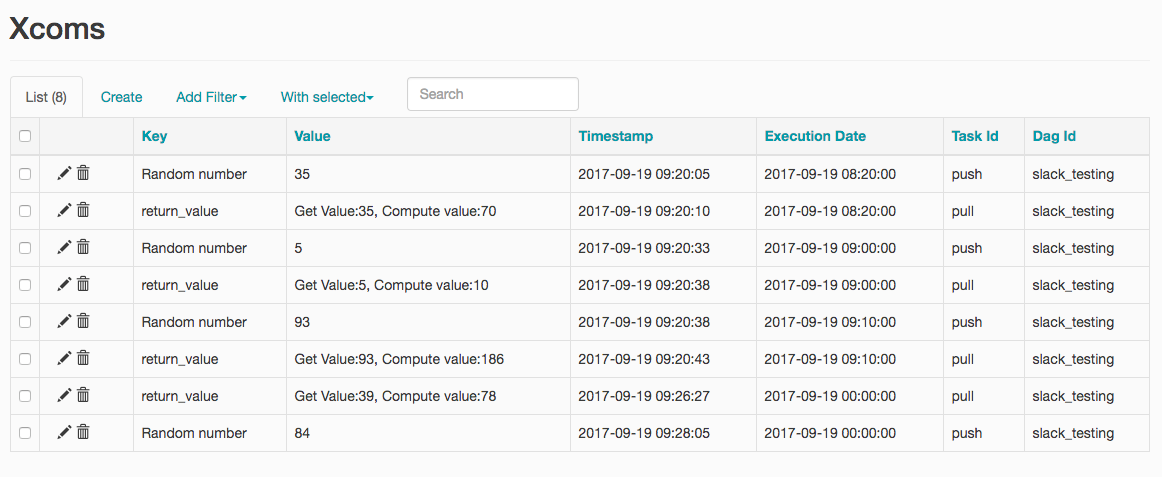 Xcoms
List (8) Create Add Filter With selected Search
Key Value Timestamp Execution Date Task Id Dag Id
Random number 35 2017-09-19 09:20:05 2017-09-19 08:20:00 push slack_testing
return_value Get Value:35, Compute value:70 2017-09-19 09:20:10 2017-09-19 08:20:00 pull slack_testing
Random number 5 2017-09-19 09:20:33 2017-09-19 09:00:00 push slack_testing
return_value Get Value:5, Compute value:10 2017-09-19 09:20:38 2017-09-19 09:00:00 pull slack_testing
Random number 93 2017-09-19 09:20:38 2017-09-19 09:10:00 push slack_testing
return_value Get Value:93, Compute value:186 2017-09-19 09:20:43 2017-09-19 09:10:00 pull slack_testing
return_value Get Value:39, Compute value:78 2017-09-19 09:26:27 2017-09-19 00:00:00 pull slack_testing
Random number 84 2017-09-19 09:28:05 2017-09-19 00:00:00 push slack_testing